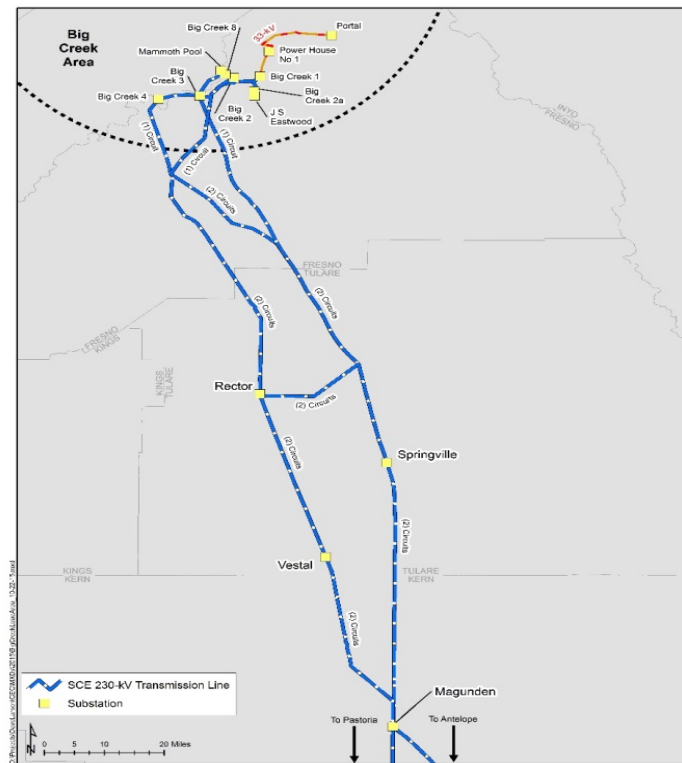 Big
Creek
Area
Big Creek 8
Mammoth Pool
Big
Creek 3
Big Creek 4
33-kV
Portal
Power House
No 1
Big Creek 1
Big
Creek 2a
J S
Eastwood
Big
Creek 2
(1) Circuit
(1) Circuit
(1) Circuit
(2) Circuits
INYO
FRESNO
FRESNO
TULARE
(2) Circuits
(2) Circuits
FRESNO
KINGS
KINGS
TULARE
Rector
(2) Circuits
(2) Circuits
Springville
(2) Circuits
Vestal
KINGS
KERN
TULARE
KERN
(2) Circuits
SCE 230-kV Transmission Line
Substation
Magunden
To Pastoria
To Antelope
0 5 10 20 Miles